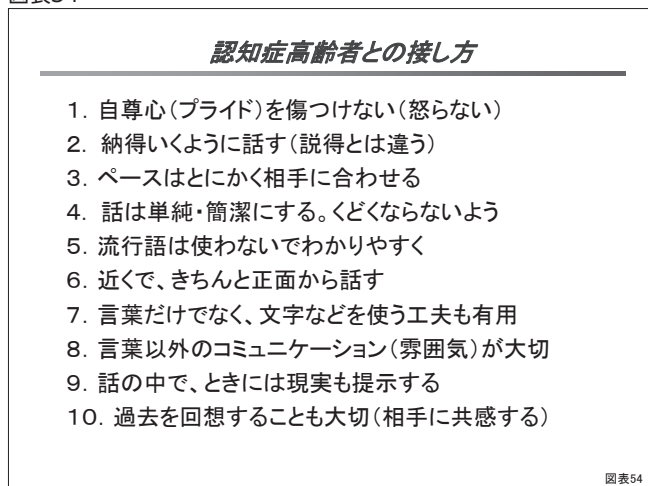 認知症高齢者との接し方
1．自尊心（プライド）を傷つけない（怒らない）
2．納得いくように話す（説得とは違う）
3．ペースはとにかく相手に合わせる
4．話は単純・簡潔にする。くどくならないよう
5．流行語は使わないでわかりやすく
6．近くで、きちんと正面から話す
7．言葉だけでなく、文字などを使う工夫も有用
8．言葉以外のコミュニケーション（雰囲気）が大切
9．話の中で、ときには現実も提示する
10．過去を回想することも大切（相手に共感する）
図表54